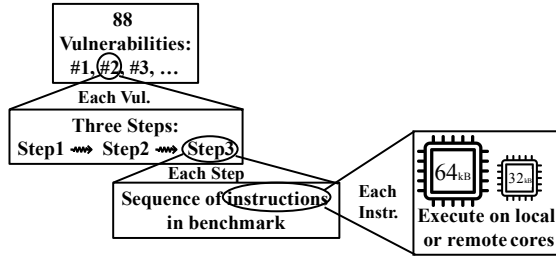 88
Vulnerabilities:
#1, #2, #3, ...
Each Vul.
Three Steps:
Step1 Step2 Step3
Each Step
Sequence of instructions
in benchmark
Each
Instr.
64kB
32kB
Execute on local
or remote cores